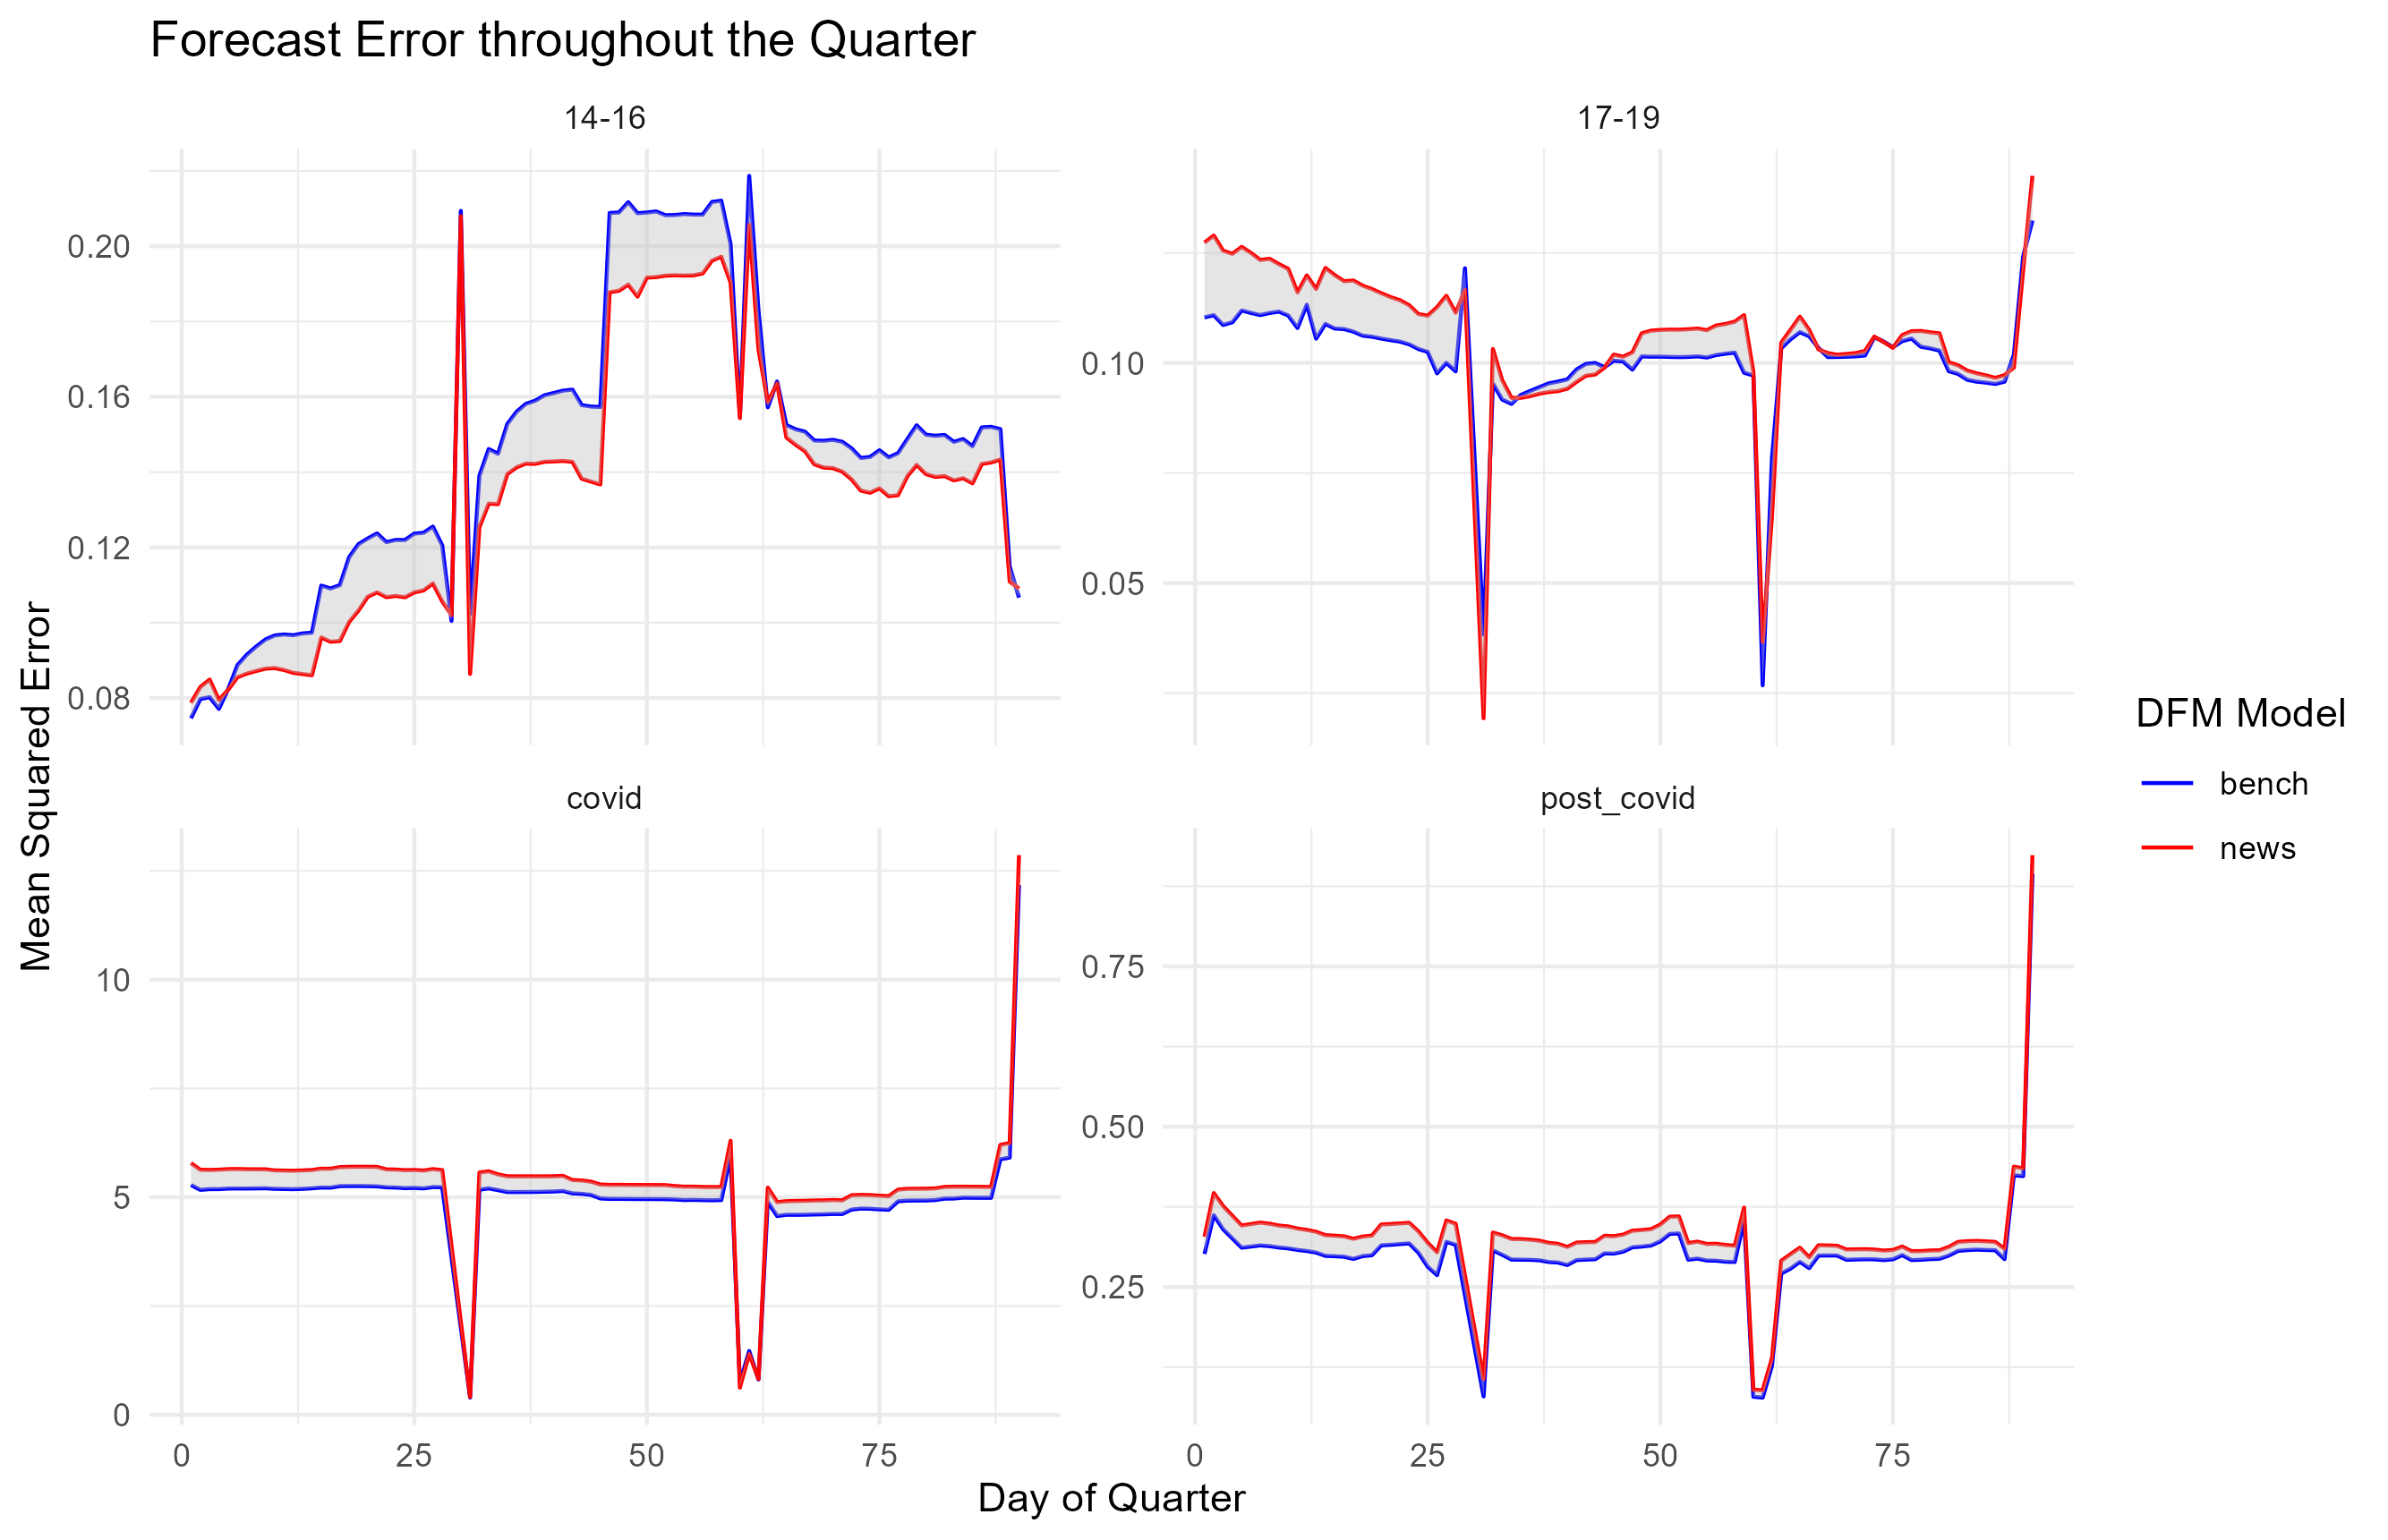 Forecast Error throughout the Quarter
14-16
17-19
0.20
0.16
0.12
0.08
0.10
0.05
covid
post_covid
10
5
0
0.75
0.50
0.25
0 25 50 75
0 25 50 75
Day of Quarter
Mean Squared Error
DFM Model
bench
news